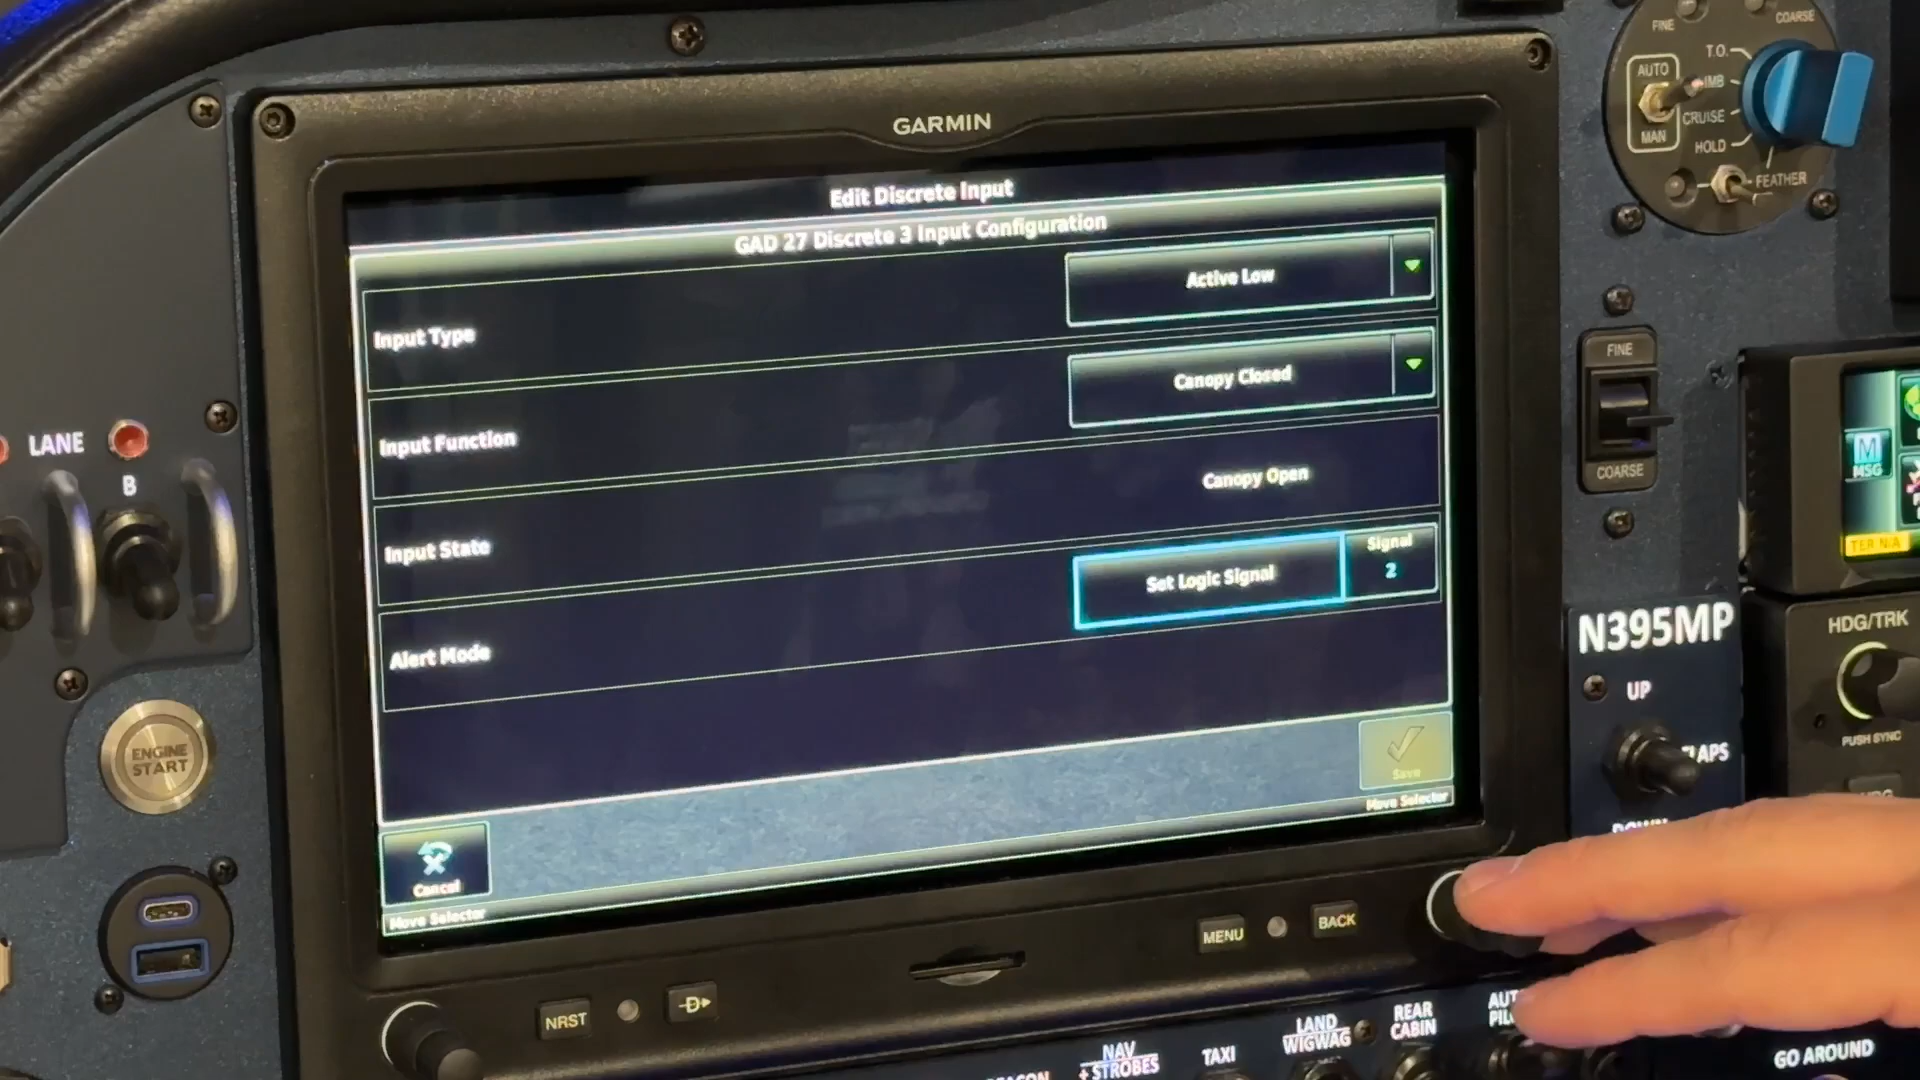 FINE
COARSE
T.O.
AUTO
CRUISE
MAN
HOLD
FEATHER
GARMIN
Edit Discrete Input
GAD 27 Discrete 3 Input Configuration
Input Type
Active Low
Input Function
Canopy Closed
Input State
Canopy Open
Alert Mode
Set Logic Signal
Signal
2
Save
Move Selector
Cancel
Move Selector
LANE
B
ENGINE
START
FINE
COARSE
M
MSG
TER N/A
N395MP
UP
HDG/TRK
PUSH SYNC
MENU
BACK
NRST
D
NAV
+ STROBES
TAXI
LAND
WIGWAG
REAR
CABIN
GO AROUND